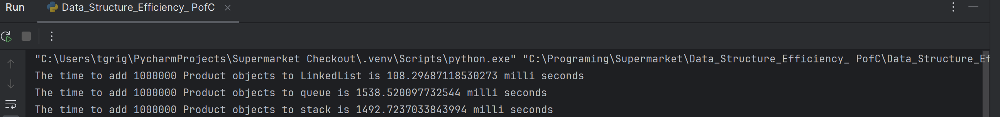 Run Data_Structure_Efficiency_ PofC
"C:\Users\tgrig\PycharmProjects\Supermarket Checkout\.venv\Scripts\python.exe" "C:\Programing\Supermarket\Data_Structure_Efficiency_ PofC\Data_Structure_Ef
The time to add 1000000 Product objects to LinkedList is 108.29687118530273 milli seconds
The time to add 1000000 Product objects to queue is 1538.520097732544 milli seconds
The time to add 1000000 Product objects to stack is 1492.7237033843994 milli seconds